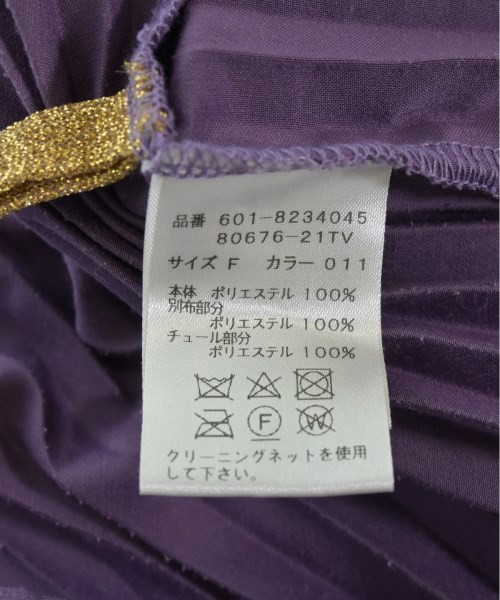 品番 601-8234045
80676-21TV
サイズ F カラー 011
本体 ポリエステル 100%
別布部分
ポリエステル 100%
チュール部分
ポリエステル 100%
F
W
クリーニングネットを使用
して下さい。